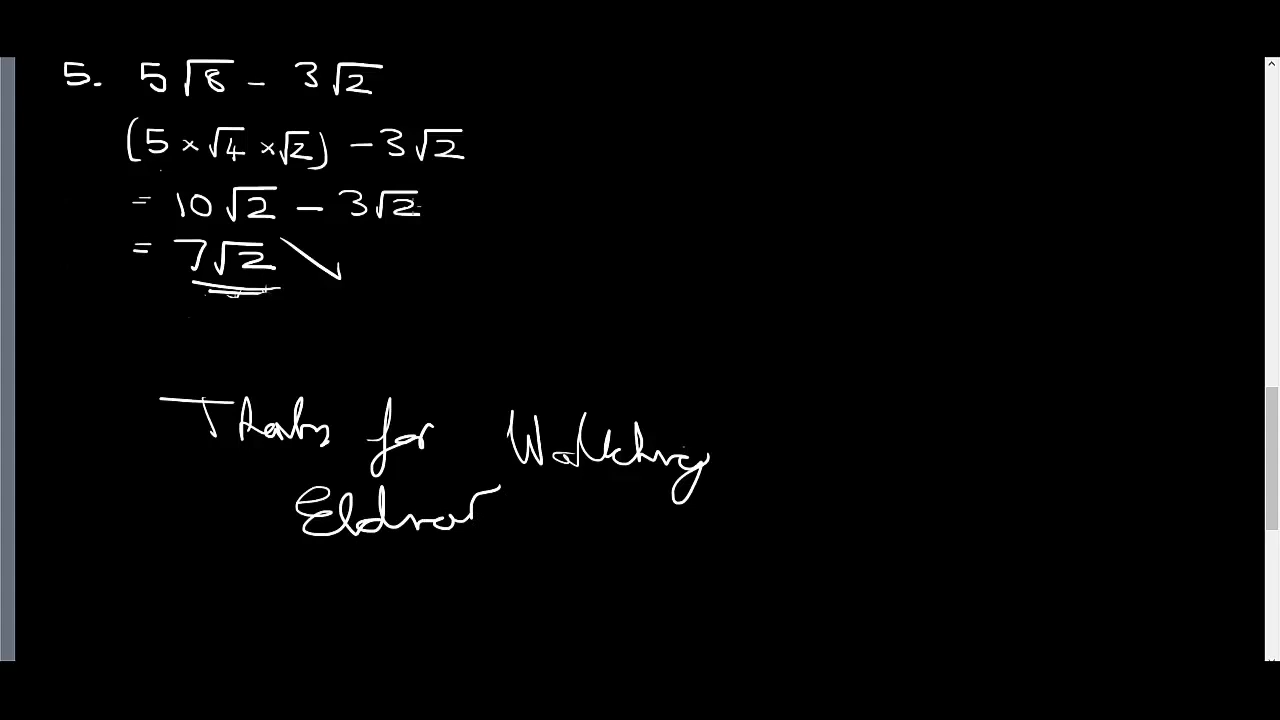 5. 5√8 - 3√2
(5 × √4 × √2) - 3√2
= 10√2 - 3√2
= 7√2
Thanks for Watching